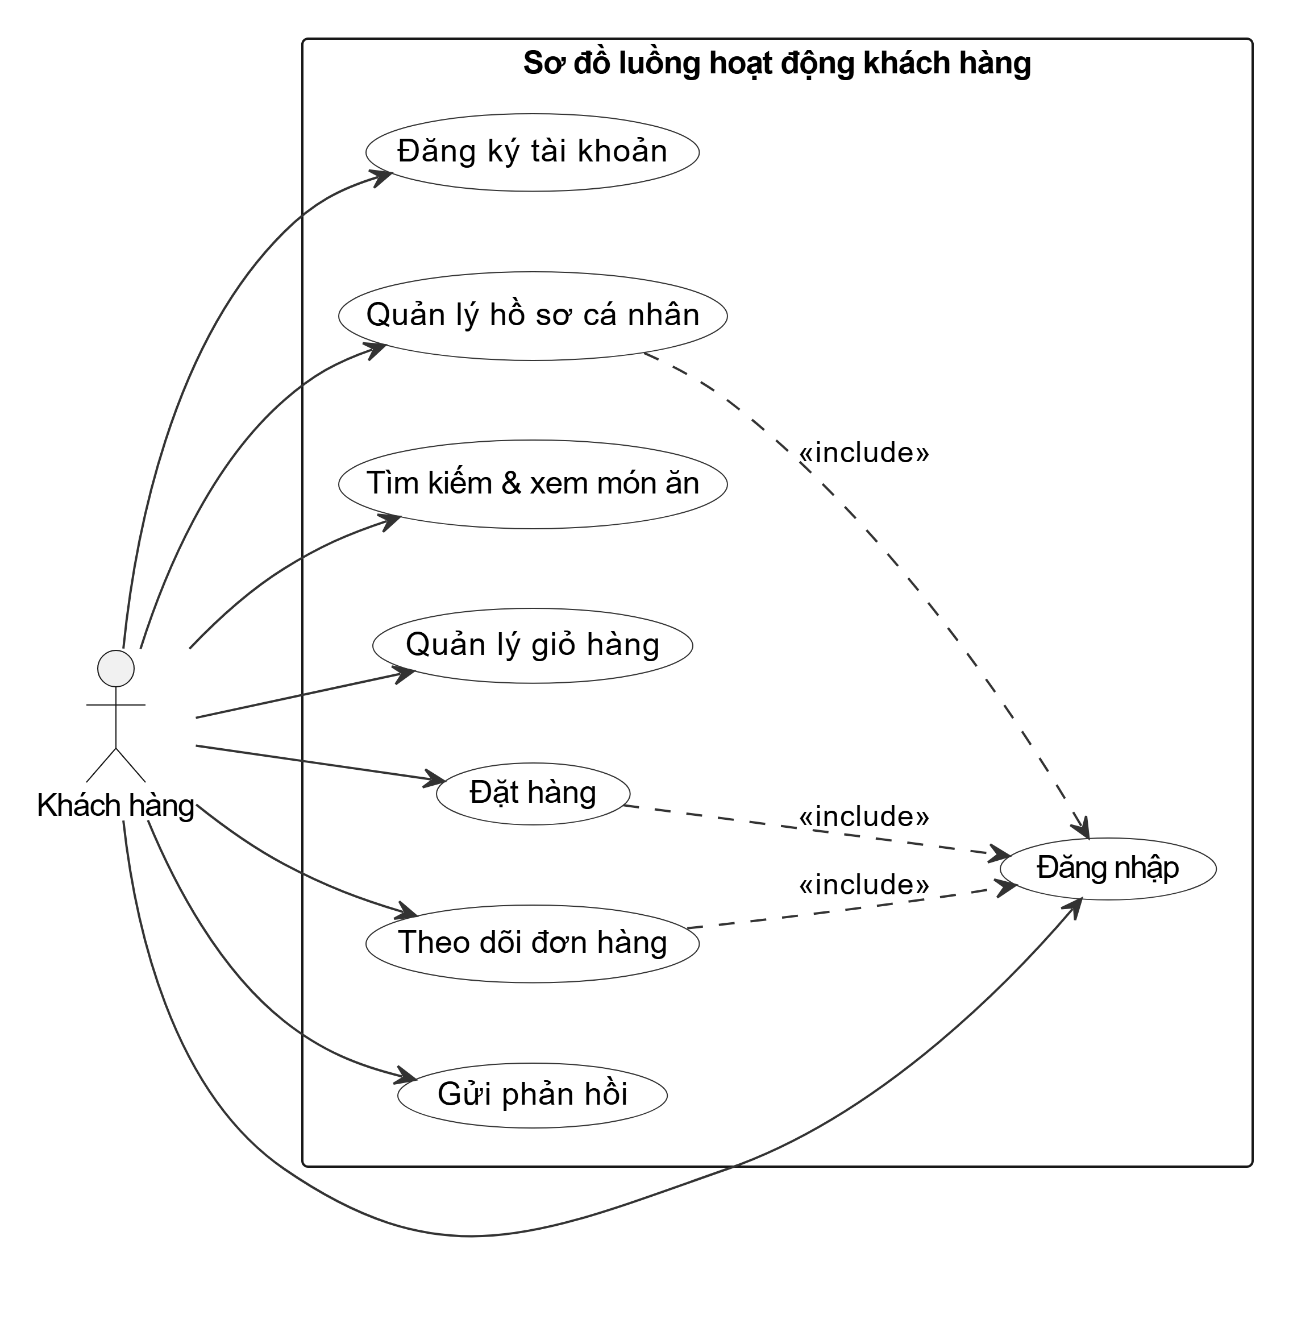 Sơ đồ luồng hoạt động khách hàng
Đăng ký tài khoản
Quản lý hồ sơ cá nhân
«include»
Tìm kiếm & xem món ăn
Quản lý giỏ hàng
Khách hàng
Đặt hàng
«include»
Đăng nhập
«include»
Theo dõi đơn hàng
Gửi phản hồi